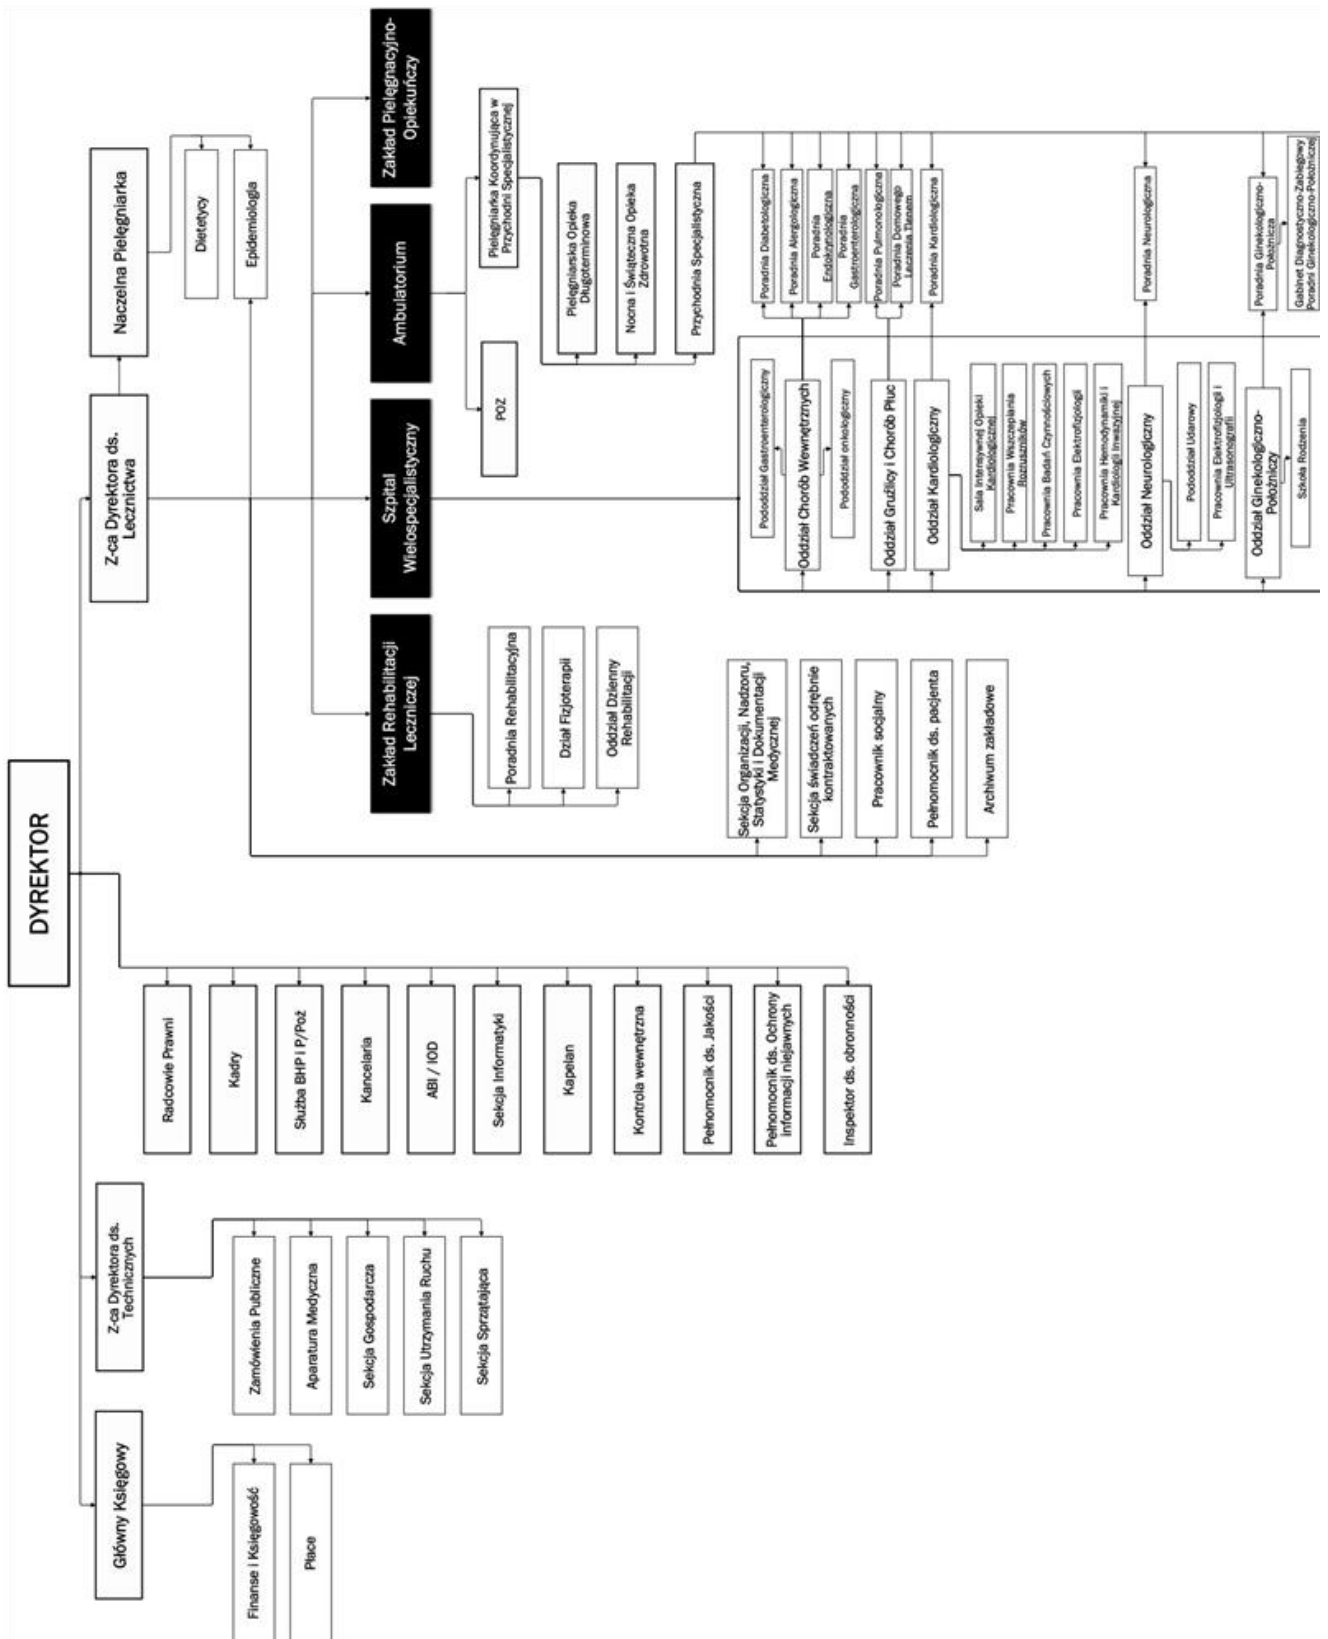 DYREKTOR
Główny Księgowy
Finanse i Księgowość
Płace
Z-ca Dyrektora ds.
Technicznych
Zamówienia Publiczne
Aparatura Medyczna
Sekcja Gospodarcza
Sekcja Utrzymania Ruchu
Sekcja Sprzątająca
Radcowie Prawni
Kadry
Służba BHP i P/Poż
Kancelaria
ABI / IOD
Sekcja Informatyki
Kapelan
Kontrola wewnętrzna
Pełnomocnik ds. Jakości
Pełnomocnik ds. Ochrony
informacji niejawnych
Inspektor ds. obronności
Z-ca Dyrektora ds.
Lecznictwa
Naczelna Pielęgniarka
Dietetycy
Epidemiologia
Zakład Rehabilitacji
Leczniczej
Poradnia Rehabilitacyjna
Dział Fizjoterapii
Oddział Dzienny
Rehabilitacji
Szpital
Wielospecjalistyczny
Ambulatorium
Zakład Pielęgnacyjno-
Opiekuńczy
POZ
Pielęgniarka Koordynująca w
Przychodni Specjalistycznej
Pielęgniarska Opieka
Długoterminowa
Nocna i Świąteczna Opieka
Zdrowotna
Przychodnia Specjalistyczna
Sekcja Organizacji, Nadzoru,
Statystyki i Dokumentacji
Medycznej
Sekcja świadczeń odrębnie
kontraktowanych
Pracownik socjalny
Pełnomocnik ds. pacjenta
Archiwum zakładowe
Pododdział Gastroenterologiczny
Oddział Chorób Wewnętrznych
Pododdział onkologiczny
Oddział Gruźlicy i Chorób Płuc
Oddział Kardiologiczny
Sala Intensywnej Opieki
Kardiologicznej
Pracownia Wszczepiania
Rozruszników
Pracownia Badań Czynnościowych
Pracownia Elektrofizjologii
Pracownia Hemodynamiki i
Kardiologii Inwazyjnej
Oddział Neurologiczny
Pododdział Udarowy
Pracownia Elektrofizjologii i
Ultrasonografii
Oddział Ginekologiczno-
Położniczy
Szkoła Rodzenia
Poradnia Diabetologiczna
Poradnia Alergologiczna
Poradnia
Endokrynologiczna
Poradnia
Gastroenterologiczna
Poradnia Pulmonologiczna
Poradnia Domowego
Leczenia Tlenem
Poradnia Kardiologiczna
Poradnia Neurologiczna
Poradnia Ginekologiczno-
Położnicza
Gabinet Diagnostyczno-Zabiegowy
Poradni Ginekologiczno-Położniczej